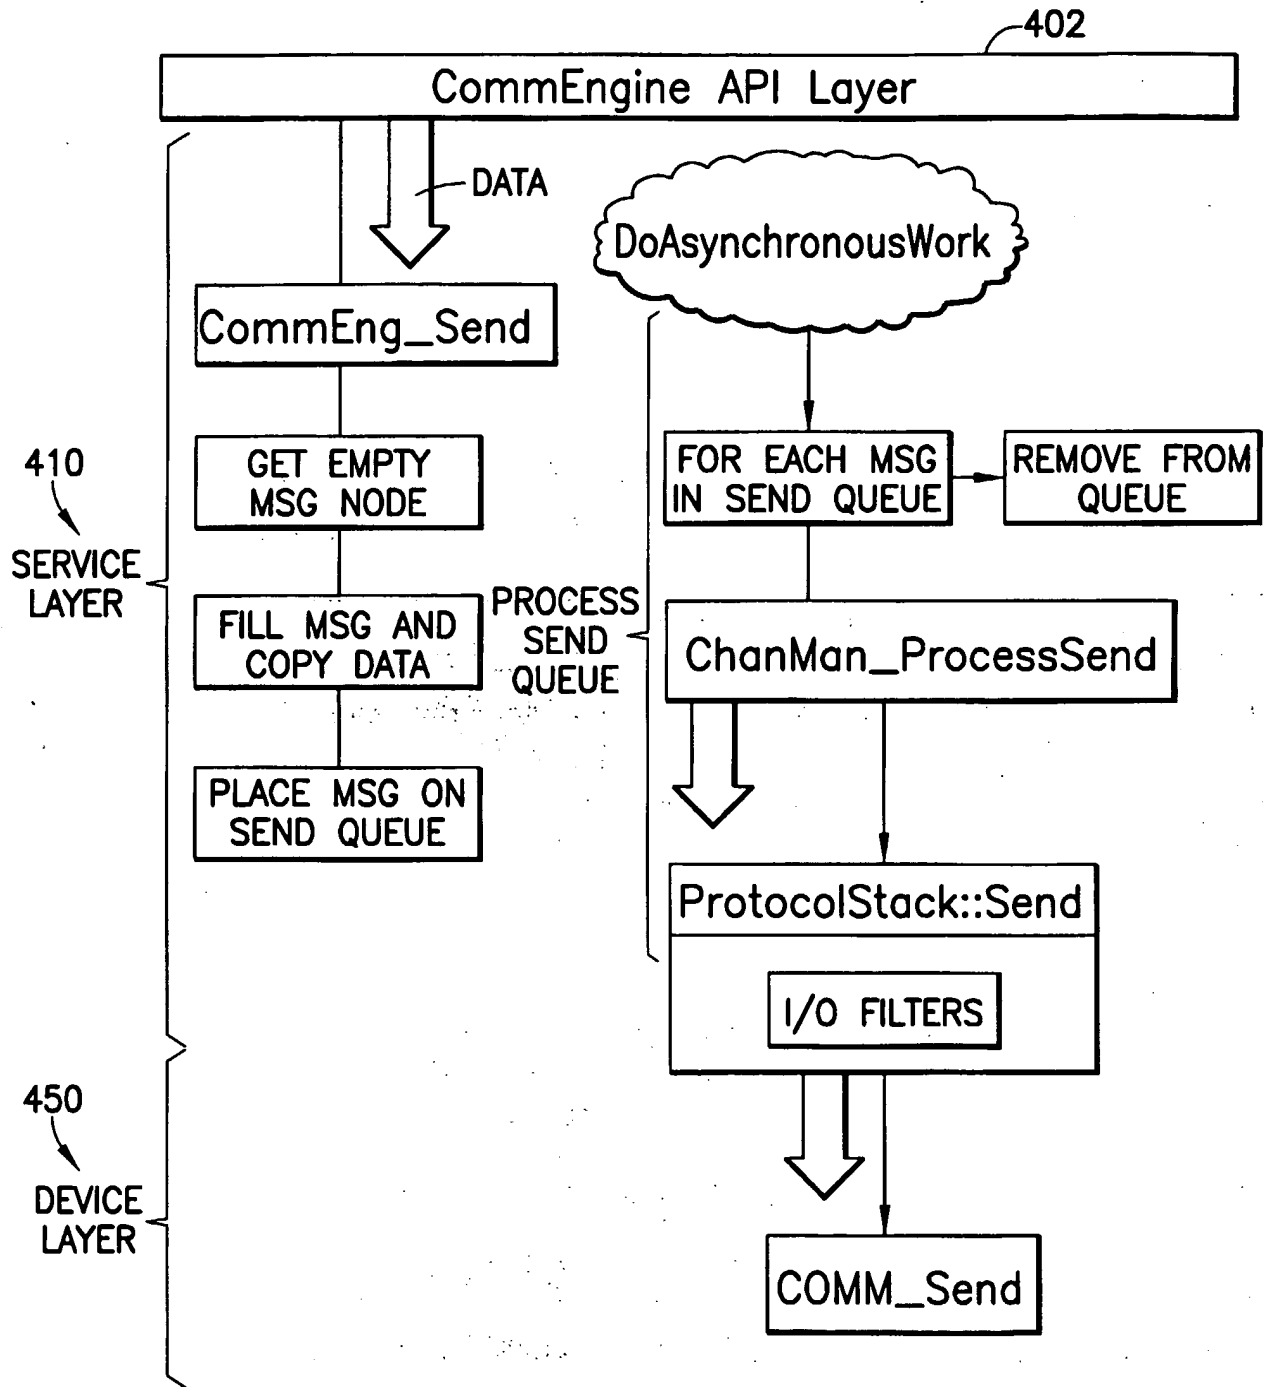 402
CommEngine API Layer
DATA
DoAsynchronousWork
CommEng_Send
GET EMPTY
MSG NODE
FOR EACH MSG
IN SEND QUEUE
REMOVE FROM
QUEUE
410
SERVICE
LAYER
FILL MSG AND
COPY DATA
PROCESS
SEND
QUEUE
ChanMan_ProcessSend
PLACE MSG ON
SEND QUEUE
ProtocolStack::Send
I/O FILTERS
450
DEVICE
LAYER
COMM_Send